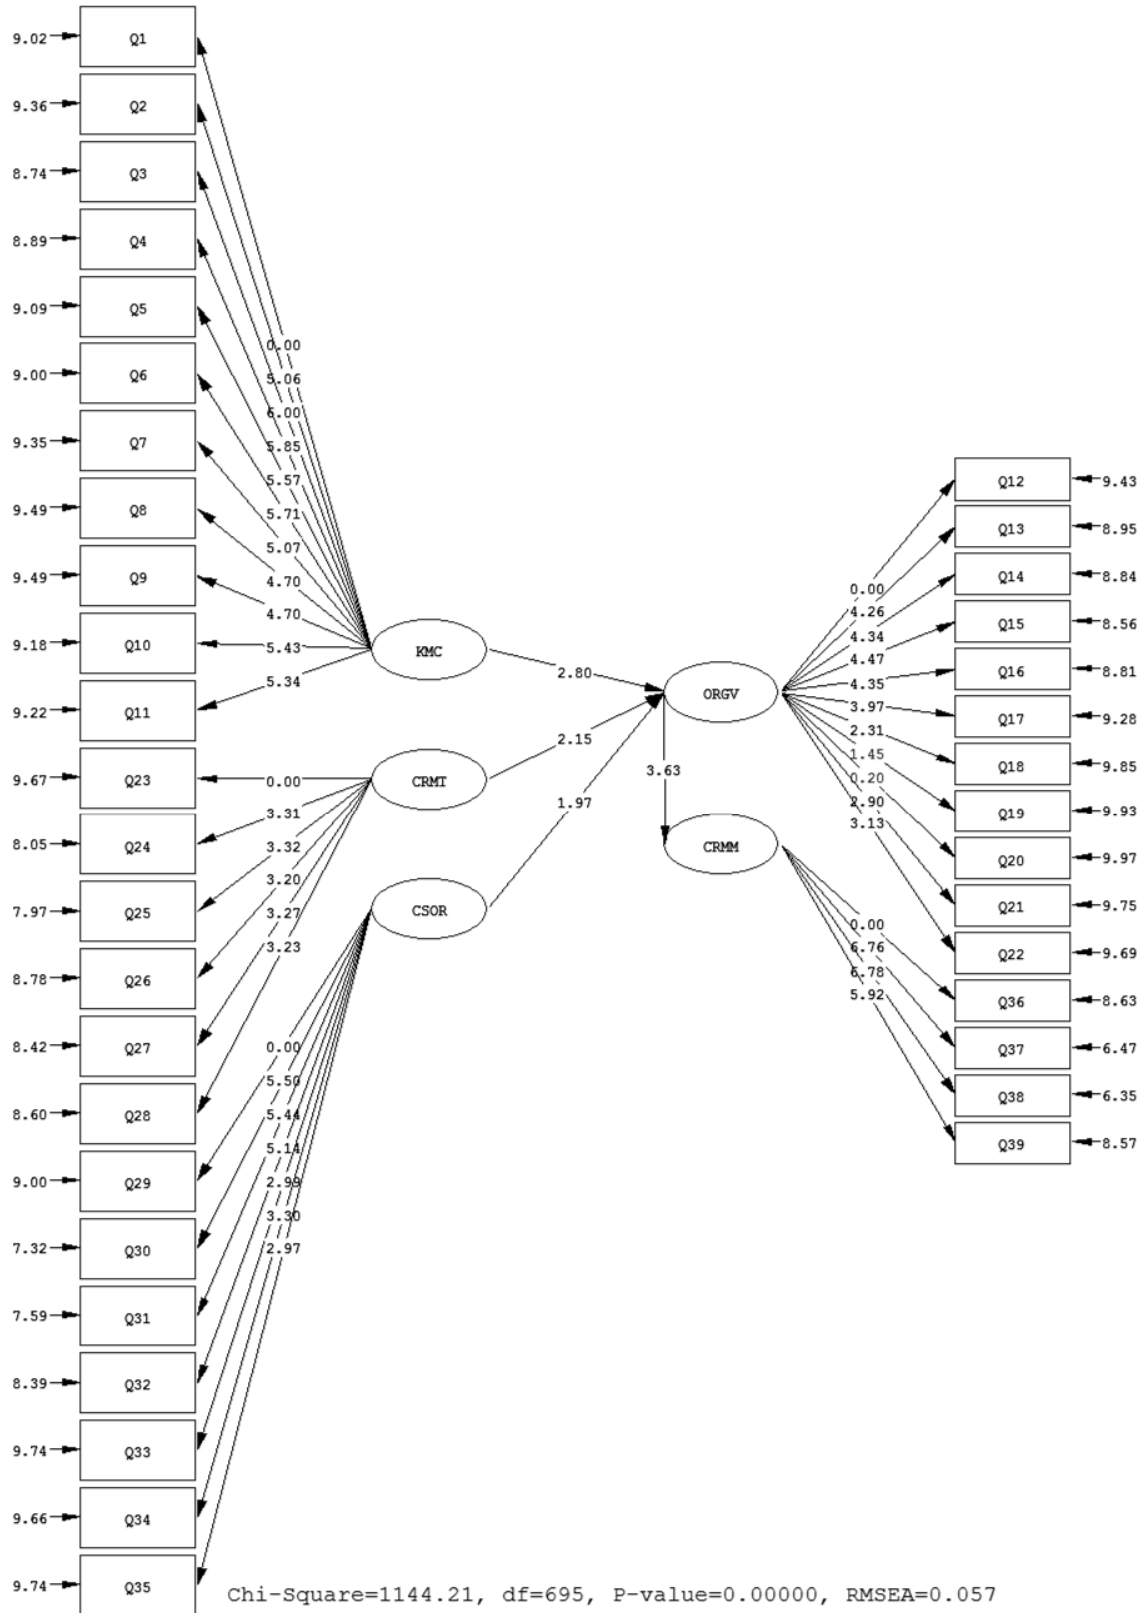 9.02 Q1
9.36 Q2
8.74 Q3
8.89 Q4
9.09 Q5
9.00 Q6
9.35 Q7
9.49 Q8
9.49 Q9
9.18 Q10
9.22 Q11
9.67 Q23
8.05 Q24
7.97 Q25
8.78 Q26
8.42 Q27
8.60 Q28
9.00 Q29
7.32 Q30
7.59 Q31
8.39 Q32
9.74 Q33
9.66 Q34
9.74 Q35
0.00
5.06
6.00
5.85
5.57
5.71
5.07
4.70
4.70
5.43
5.34
0.00
3.31
3.32
3.20
3.27
3.23
0.00
5.50
5.44
5.14
2.99
3.30
2.97
KMC
CRMT
CSOR
2.80
2.15
1.97
ORGV
3.63
CRMM
0.00
4.26
4.34
4.47
4.35
3.97
2.31
1.45
0.20
2.90
3.13
0.00
6.76
6.78
5.92
Q12 9.43
Q13 8.95
Q14 8.84
Q15 8.56
Q16 8.81
Q17 9.28
Q18 9.85
Q19 9.93
Q20 9.97
Q21 9.75
Q22 9.69
Q36 8.63
Q37 6.47
Q38 6.35
Q39 8.57
Chi-Square=1144.21, df=695, P-value=0.00000, RMSEA=0.057